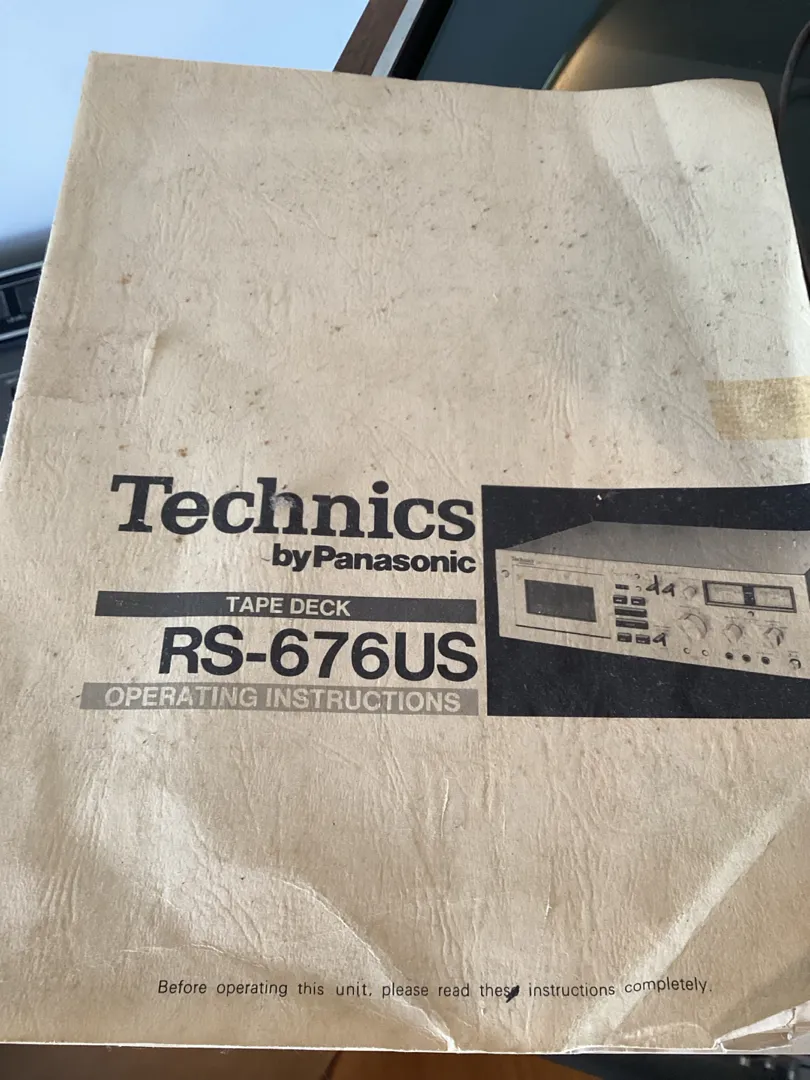 Technics
by Panasonic
TAPE DECK
RS-676US
OPERATING INSTRUCTIONS
Before operating this unit, please read these instructions completely.